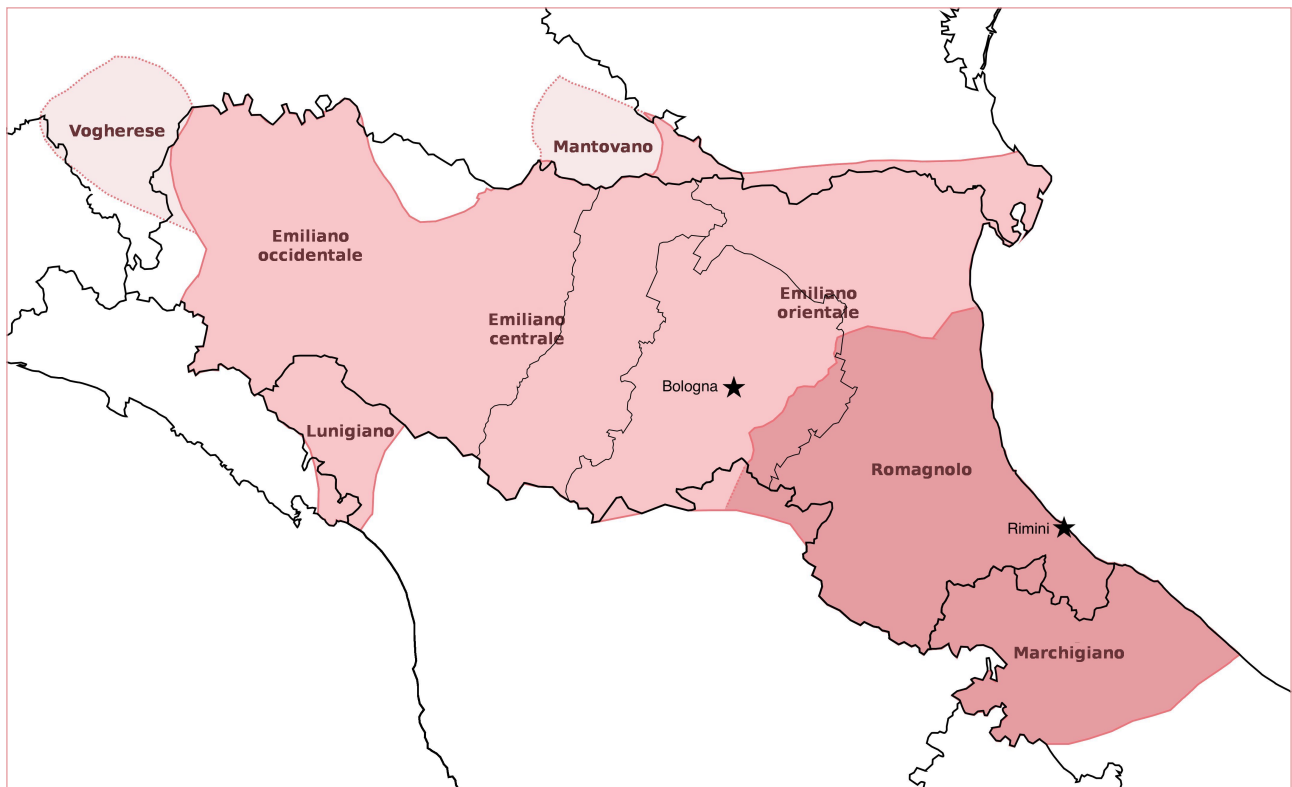 Vogherese
Mantovano
Emiliano
occidentale
Emiliano
centrale
Emiliano
orientale
Bologna
Lunigiano
Romagnolo
Rimini
Marchigiano